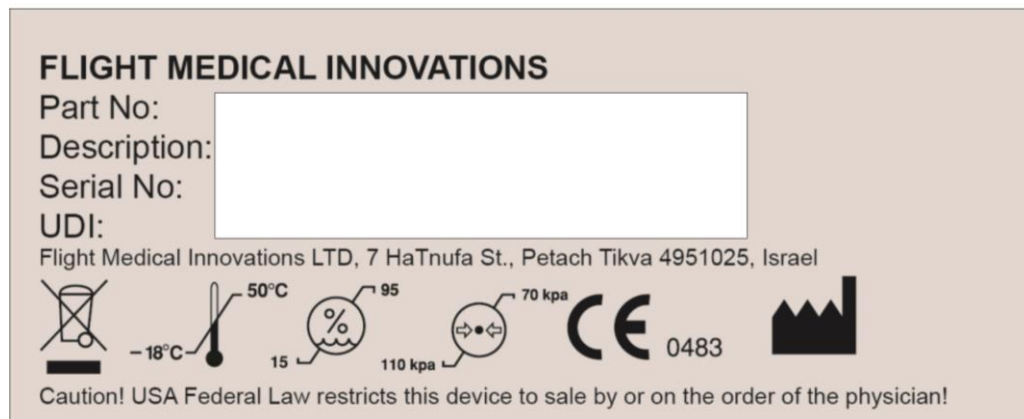 FLIGHT MEDICAL INNOVATIONS
Part No:
Description:
Serial No:
UDI:
Flight Medical Innovations LTD, 7 HaTnufa St., Petach Tikva 4951025, Israel
50°C
– 18°C
%
95
15
70 kpa
110 kpa
CE 0483
Caution! USA Federal Law restricts this device to sale by or on the order of the physician!